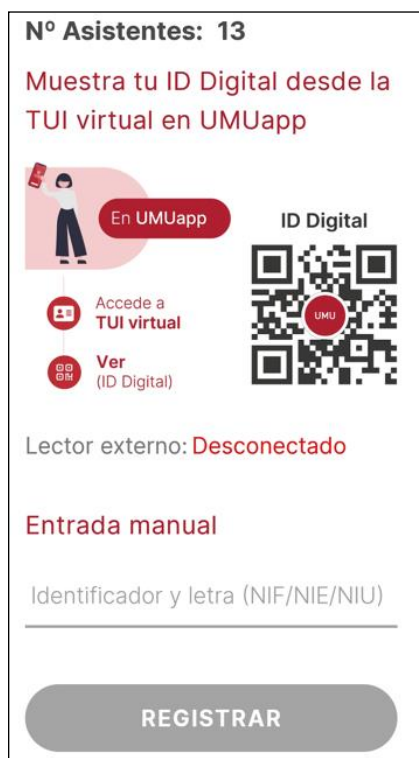 Nº Asistentes: 13
Muestra tu ID Digital desde la
TUI virtual en UMUapp
En UMUapp
ID Digital
UMU
Accede a
TUI virtual
Ver
(ID Digital)
Lector externo: Desconectado
Entrada manual
Identificador y letra (NIF/NIE/NIU)
REGISTRAR